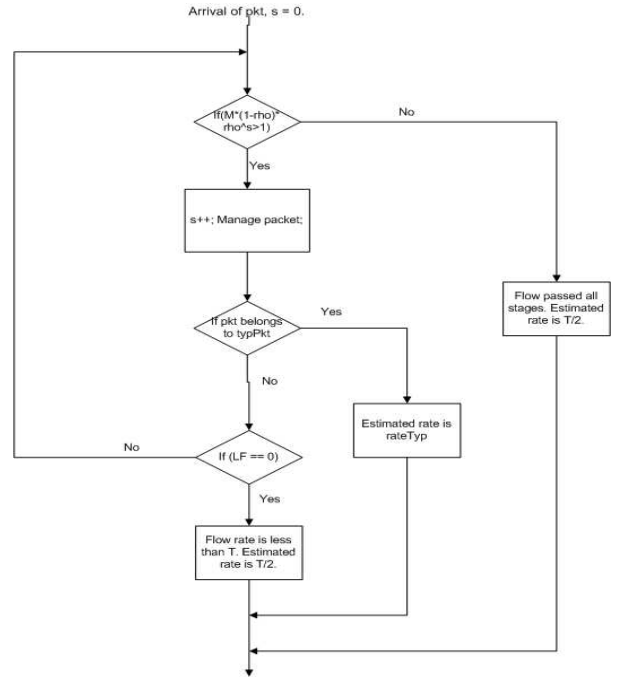 Arrival of pkt, s = 0.
If(M*(1-rho)*
rho^s>1)
No
Yes
s++; Manage packet;
Flow passed all
stages. Estimated
rate is T/2.
If pkt belongs
to typPkt
Yes
No
Estimated rate is
rateTyp
No
If (LF == 0)
Yes
Flow rate is less
than T. Estimated
rate is T/2.